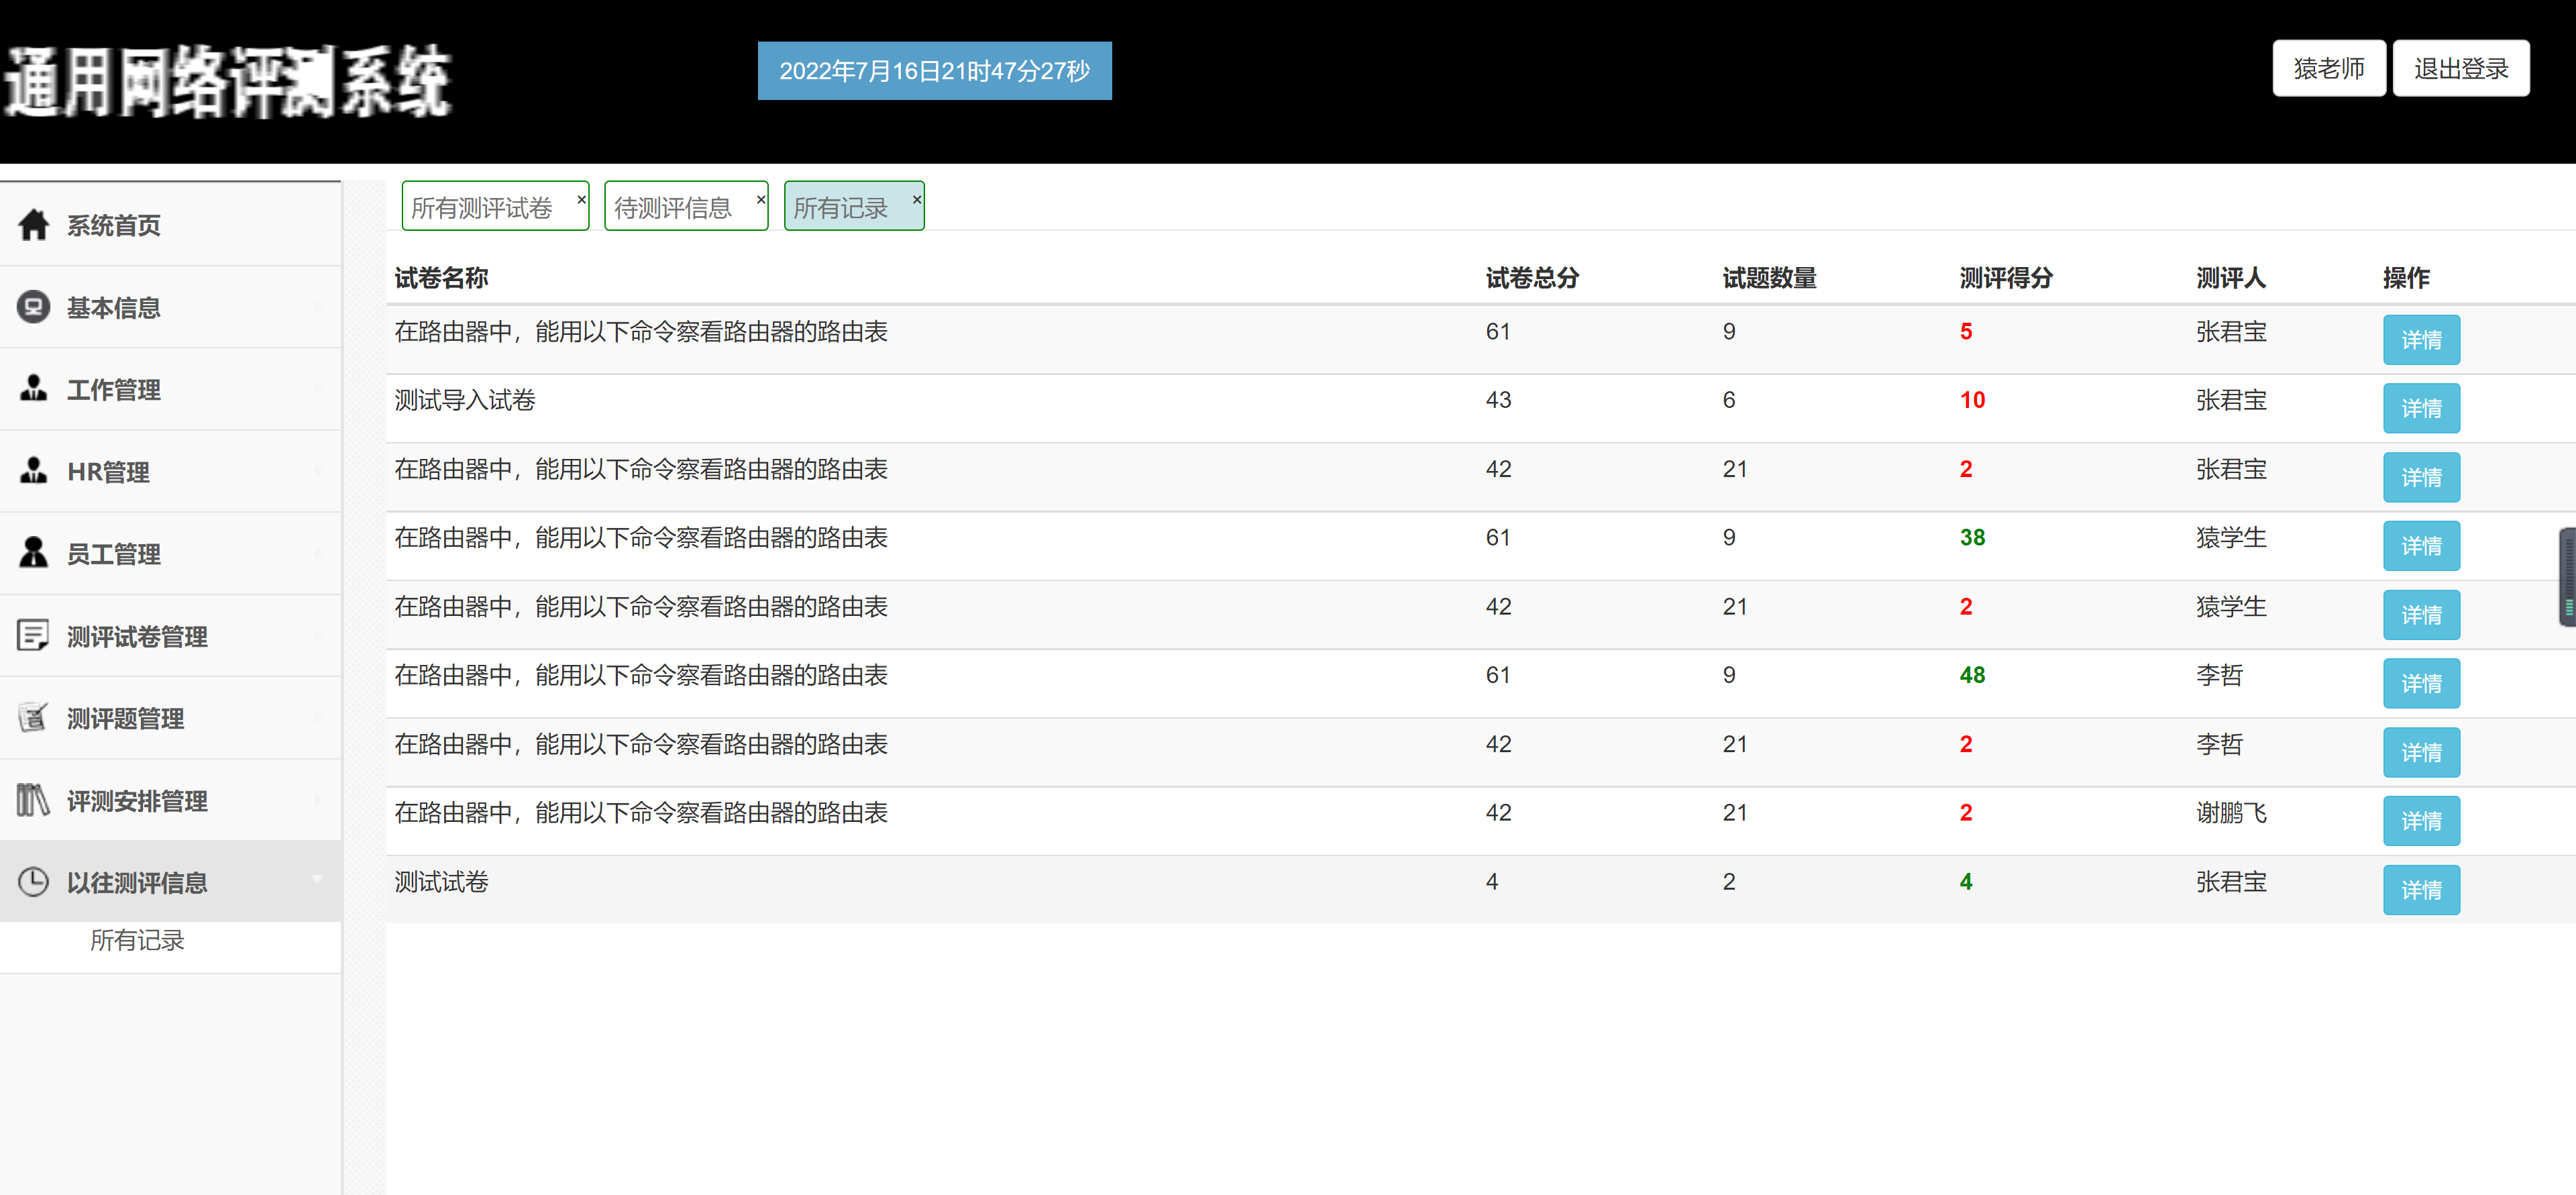 通用网络评测系统
2022年7月16日21时47分27秒
猿老师 退出登录
系统首页
基本信息
工作管理
HR管理
员工管理
测评试卷管理
测评题管理
评测安排管理
以往测评信息
所有记录
所有测评试卷 × 待测评信息 × 所有记录 ×
试卷名称 试卷总分 试题数量 测评得分 测评人 操作
在路由器中，能用以下命令察看路由器的路由表 61 9 5 张君宝 详情
测试导入试卷 43 6 10 张君宝 详情
在路由器中，能用以下命令察看路由器的路由表 42 21 2 张君宝 详情
在路由器中，能用以下命令察看路由器的路由表 61 9 38 猿学生 详情
在路由器中，能用以下命令察看路由器的路由表 42 21 2 猿学生 详情
在路由器中，能用以下命令察看路由器的路由表 61 9 48 李哲 详情
在路由器中，能用以下命令察看路由器的路由表 42 21 2 李哲 详情
在路由器中，能用以下命令察看路由器的路由表 42 21 2 谢鹏飞 详情
测试试卷 4 2 4 张君宝 详情